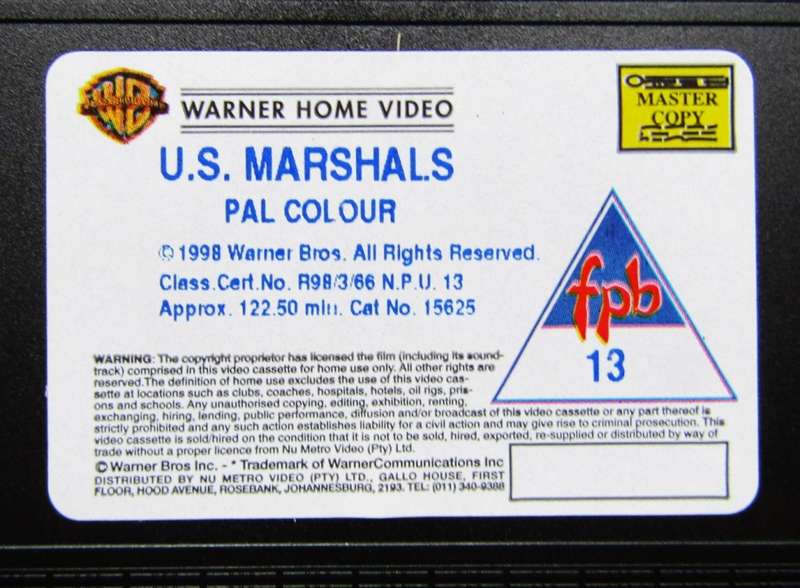 WARNER HOME VIDEO
MASTER
COPY
U.S. MARSHALS
PAL COLOUR
© 1998 Warner Bros. All Rights Reserved.
Class.Cert.No. R98/3/66 N.P.U. 13
Approx. 122.50 min. Cat No. 15625
fpb
13
WARNING: The copyright proprietor has licensed the film (including its sound-
track) comprised in this video cassette for home use only. All other rights are
reserved.The definition of home use excludes the use of this video cas-
sette at locations such as clubs, coaches, hospitals, hotels, oil rigs, pris-
ons and schools. Any unauthorised copying, editing, exhibition, renting,
exchanging, hiring, lending, public performance, diffusion and/or broadcast of this video cassette or any part thereof is
strictly prohibited and any such action establishes liability for a civil action and may give rise to criminal prosecution. This
video cassette is sold/hired on the condition that it is not to be sold, hired, exported, re-supplied or distributed by way of
trade without a proper licence from Nu Metro Video (Pty) Ltd.
© Warner Bros Inc. - * Trademark of WarnerCommunications Inc
DISTRIBUTED BY NU METRO VIDEO (PTY) LTD., GALLO HOUSE, FIRST
FLOOR, HOOD AVENUE, ROSEBANK, JOHANNESBURG, 2193. TEL: (011) 340-9388